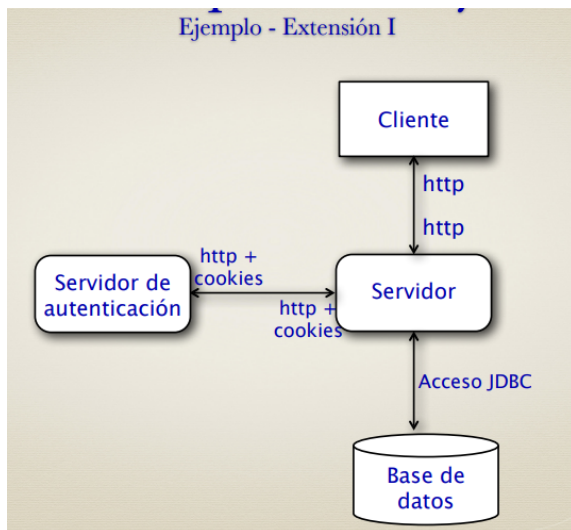 Ejemplo - Extensión I
Cliente
http
http
http +
cookies
Servidor de
autenticación
Servidor
http +
cookies
Acceso JDBC
Base de
datos